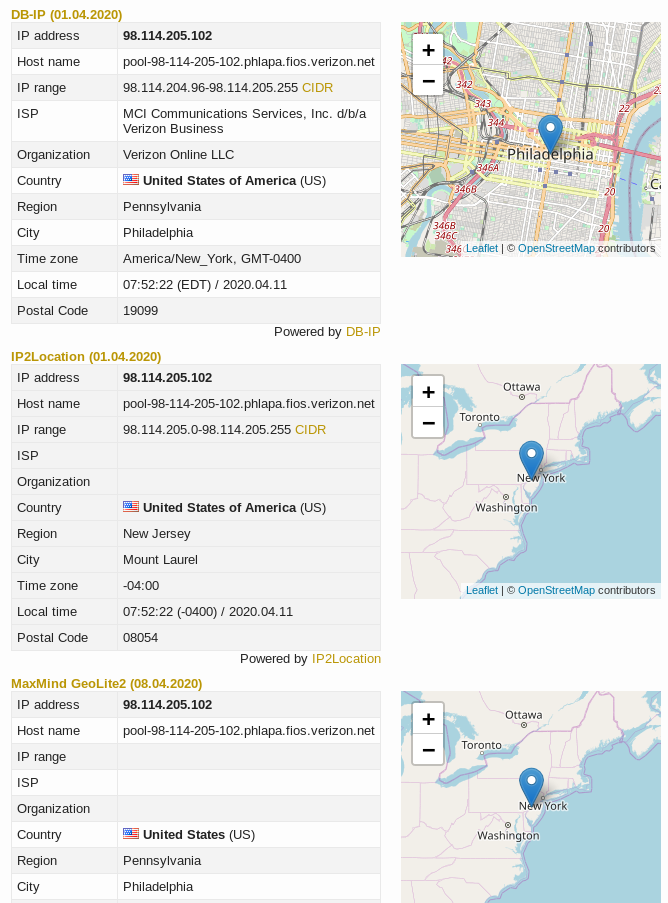 DB-IP (01.04.2020)
IP address 98.114.205.102
Host name pool-98-114-205-102.phlapa.fios.verizon.net
IP range 98.114.204.96-98.114.205.255 CIDR
ISP MCI Communications Services, Inc. d/b/a
Verizon Business
Organization Verizon Online LLC
Country United States of America (US)
Region Pennsylvania
City Philadelphia
Time zone America/New_York, GMT-0400
Local time 07:52:22 (EDT) / 2020.04.11
Postal Code 19099
Powered by DB-IP
+
−
342
342
343
344
22
Philadelphia
346A
346B
20
346B
346C
346
20
Leaflet | © OpenStreetMap contributors
IP2Location (01.04.2020)
IP address 98.114.205.102
Host name pool-98-114-205-102.phlapa.fios.verizon.net
IP range 98.114.205.0-98.114.205.255 CIDR
ISP
Organization
Country United States of America (US)
Region New Jersey
City Mount Laurel
Time zone -04:00
Local time 07:52:22 (-0400) / 2020.04.11
Postal Code 08054
Powered by IP2Location
+
−
Ottawa
Toronto
New York
Washington
Leaflet | © OpenStreetMap contributors
MaxMind GeoLite2 (08.04.2020)
IP address 98.114.205.102
Host name pool-98-114-205-102.phlapa.fios.verizon.net
IP range
ISP
Organization
Country United States (US)
Region Pennsylvania
City Philadelphia
+
−
Ottawa
Toronto
New York
Washington